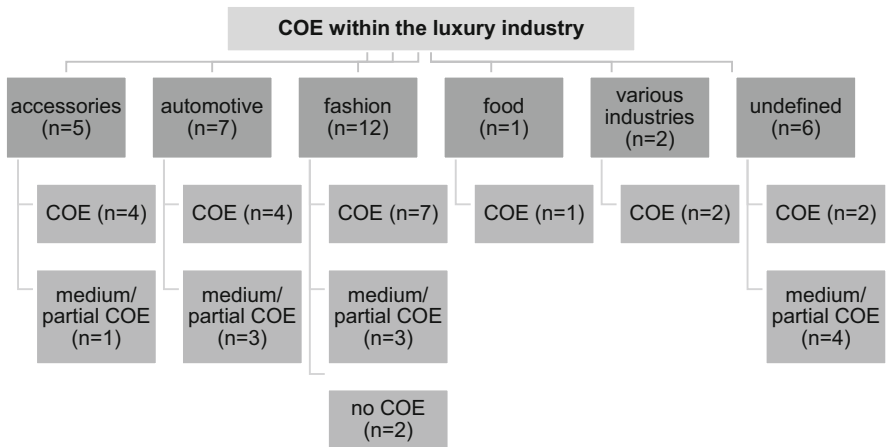 COE within the luxury industry
accessories
(n=5)
automotive
(n=7)
fashion
(n=12)
food
(n=1)
various
industries
(n=2)
undefined
(n=6)
COE (n=4)
COE (n=4)
COE (n=7)
COE (n=1)
COE (n=2)
COE (n=2)
medium/
partial COE
(n=1)
medium/
partial COE
(n=3)
medium/
partial COE
(n=3)
medium/
partial COE
(n=4)
no COE
(n=2)